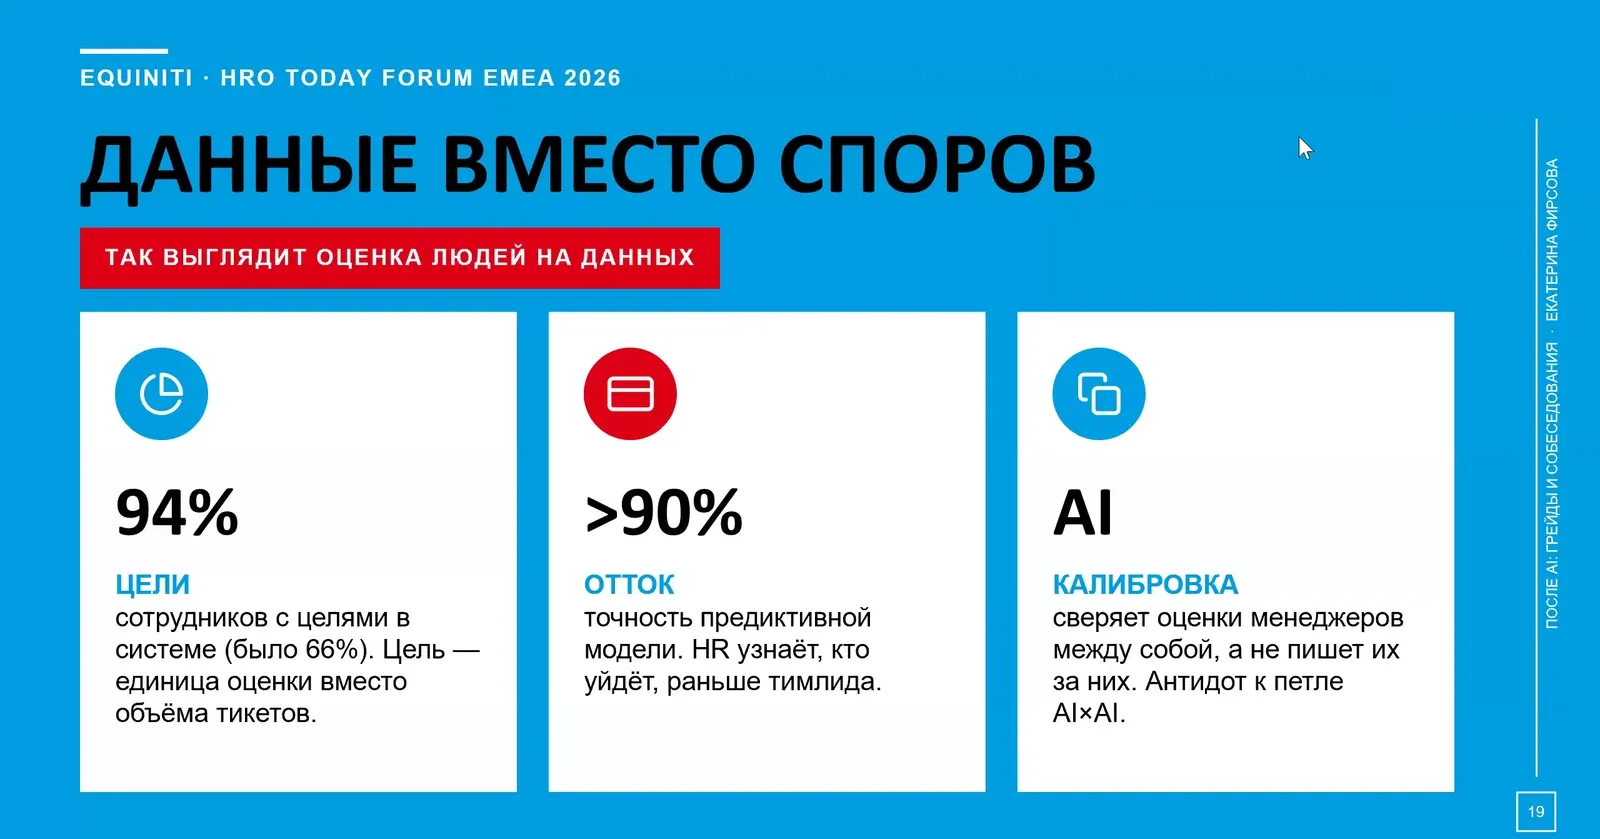 EQUINITI · HRO TODAY FORUM EMEA 2026
ДАННЫЕ ВМЕСТО СПОРОВ
ТАК ВЫГЛЯДИТ ОЦЕНКА ЛЮДЕЙ НА ДАННЫХ
94%
ЦЕЛИ
сотрудников с целями в
системе (было 66%). Цель —
единица оценки вместо
объёма тикетов.
>90%
ОТТОК
точность предиктивной
модели. HR узнаёт, кто
уйдёт, раньше тимлида.
AI
КАЛИБРОВКА
сверяет оценки менеджеров
между собой, а не пишет их
за них. Антидот к петле
AI×AI.
ПОСЛЕ AI: ГРЕЙДЫ И СОБЕСЕДОВАНИЯ · ЕКАТЕРИНА ФИРСОВА
19